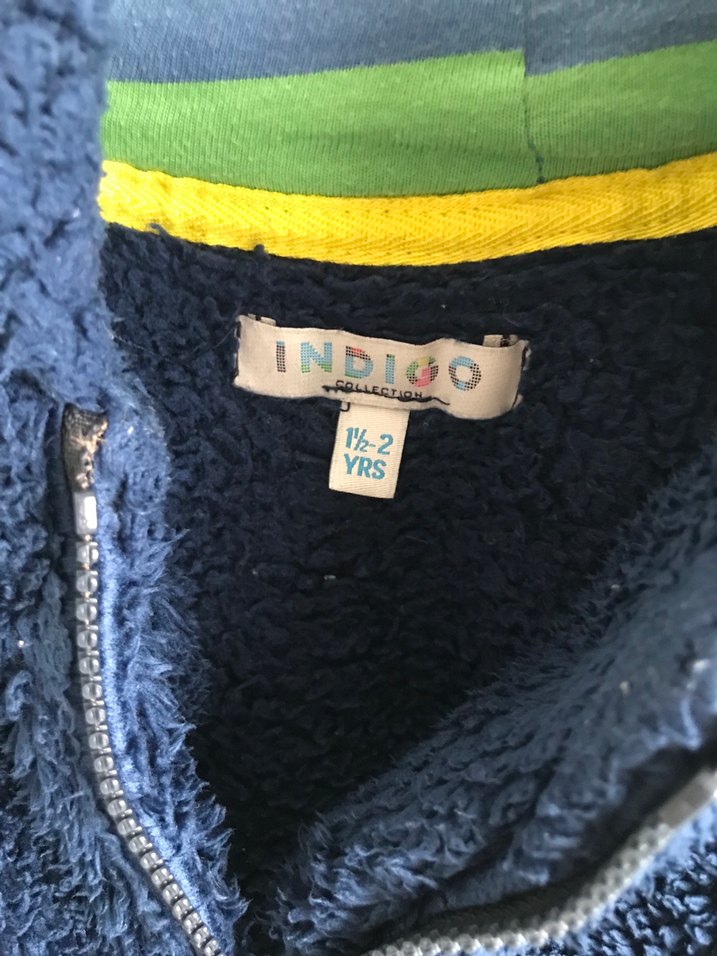 INDIGO
COLLECTION
1½-2
YRS